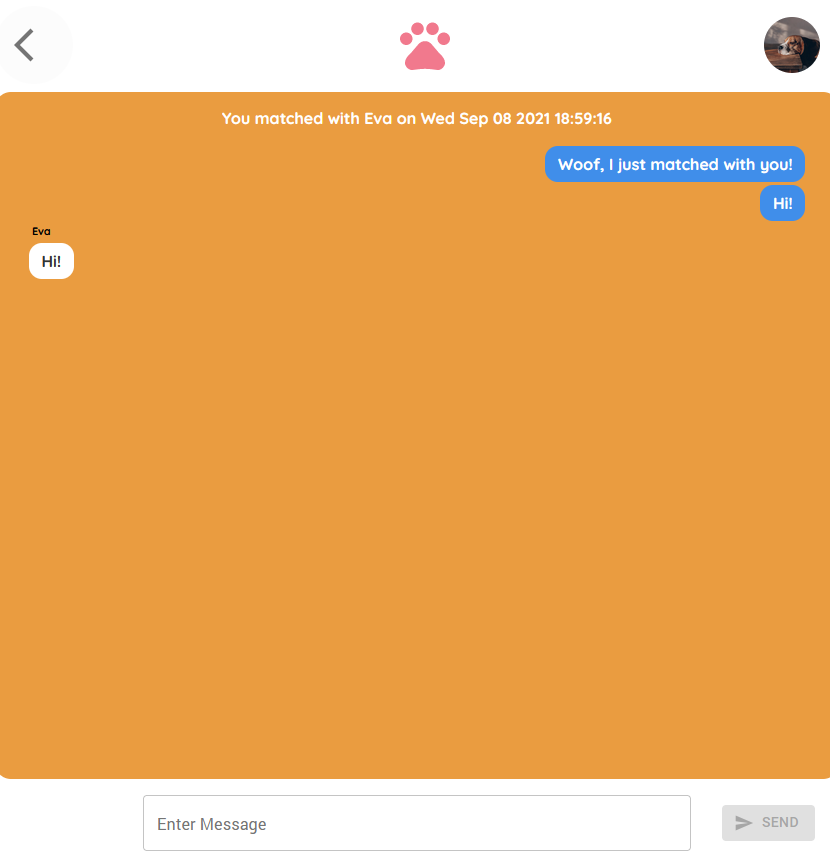 You matched with Eva on Wed Sep 08 2021 18:59:16
Woof, I just matched with you!
Hi!
Eva
Hi!
Enter Message
SEND